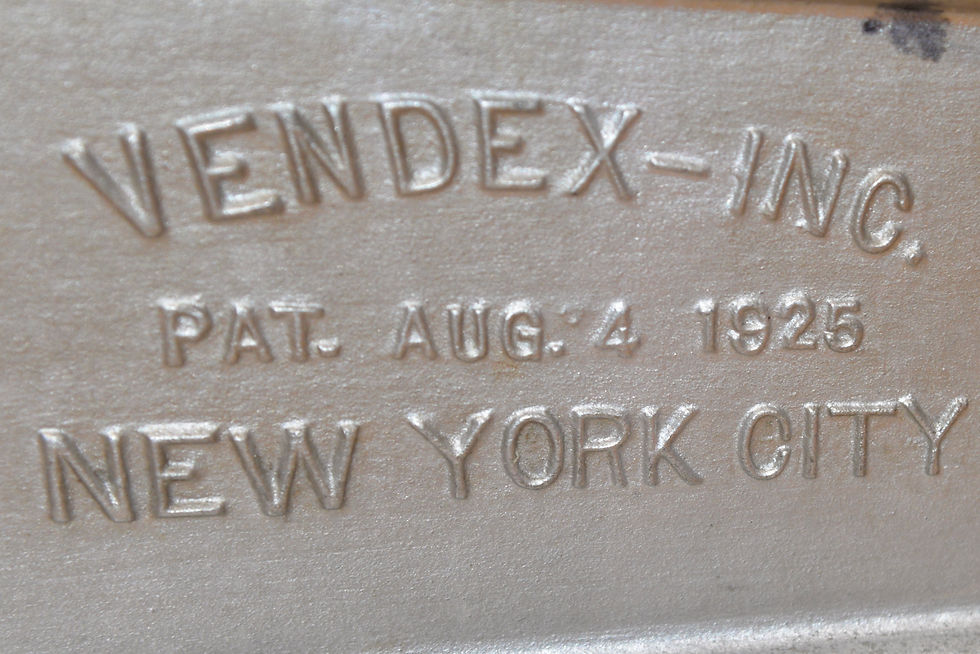 VENDEX-INC.
PAT. AUG. 4 1925
NEW YORK CITY